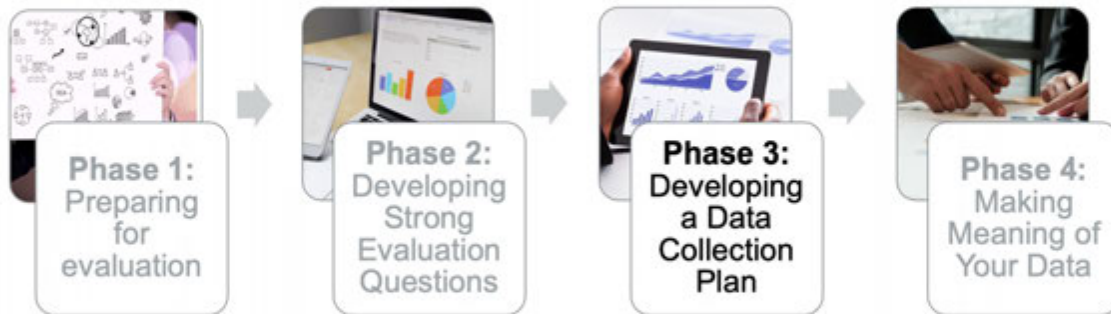 Phase 1:
Preparing
for
evaluation
Phase 2:
Developing
Strong
Evaluation
Questions
Phase 3:
Developing
a Data
Collection
Plan
Phase 4:
Making
Meaning of
Your Data